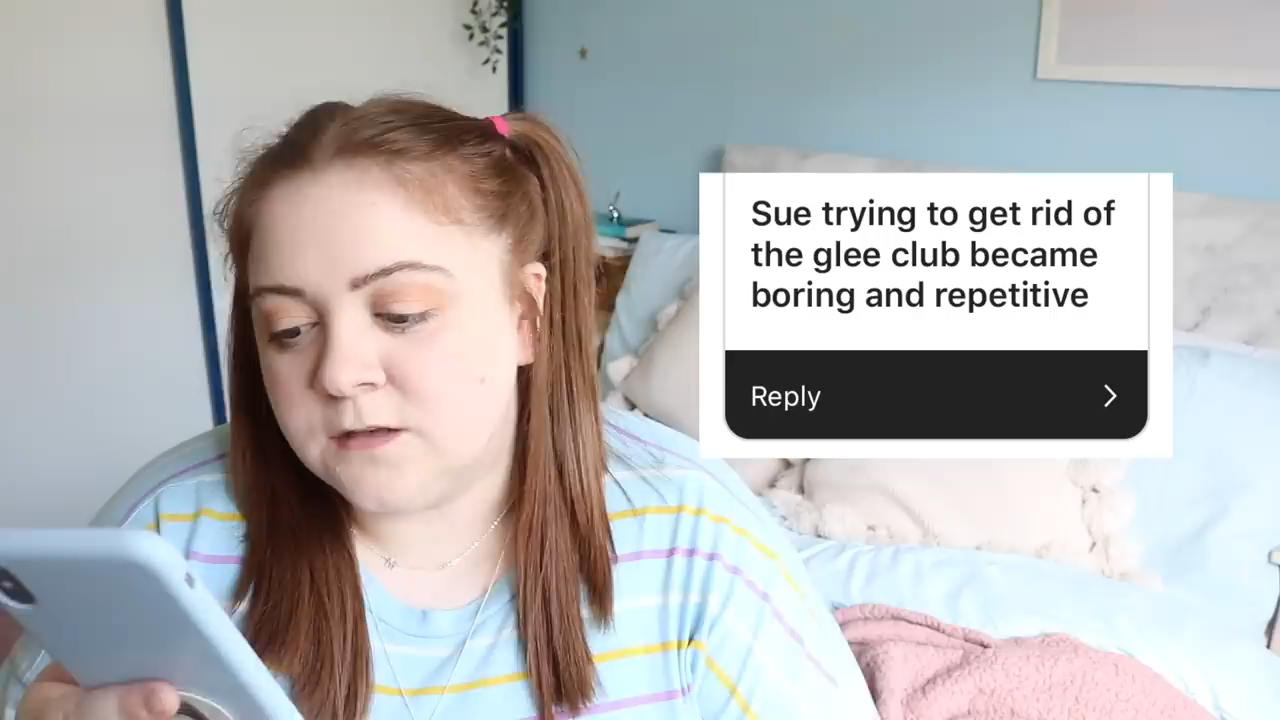 Sue trying to get rid of
the glee club became
boring and repetitive
Reply